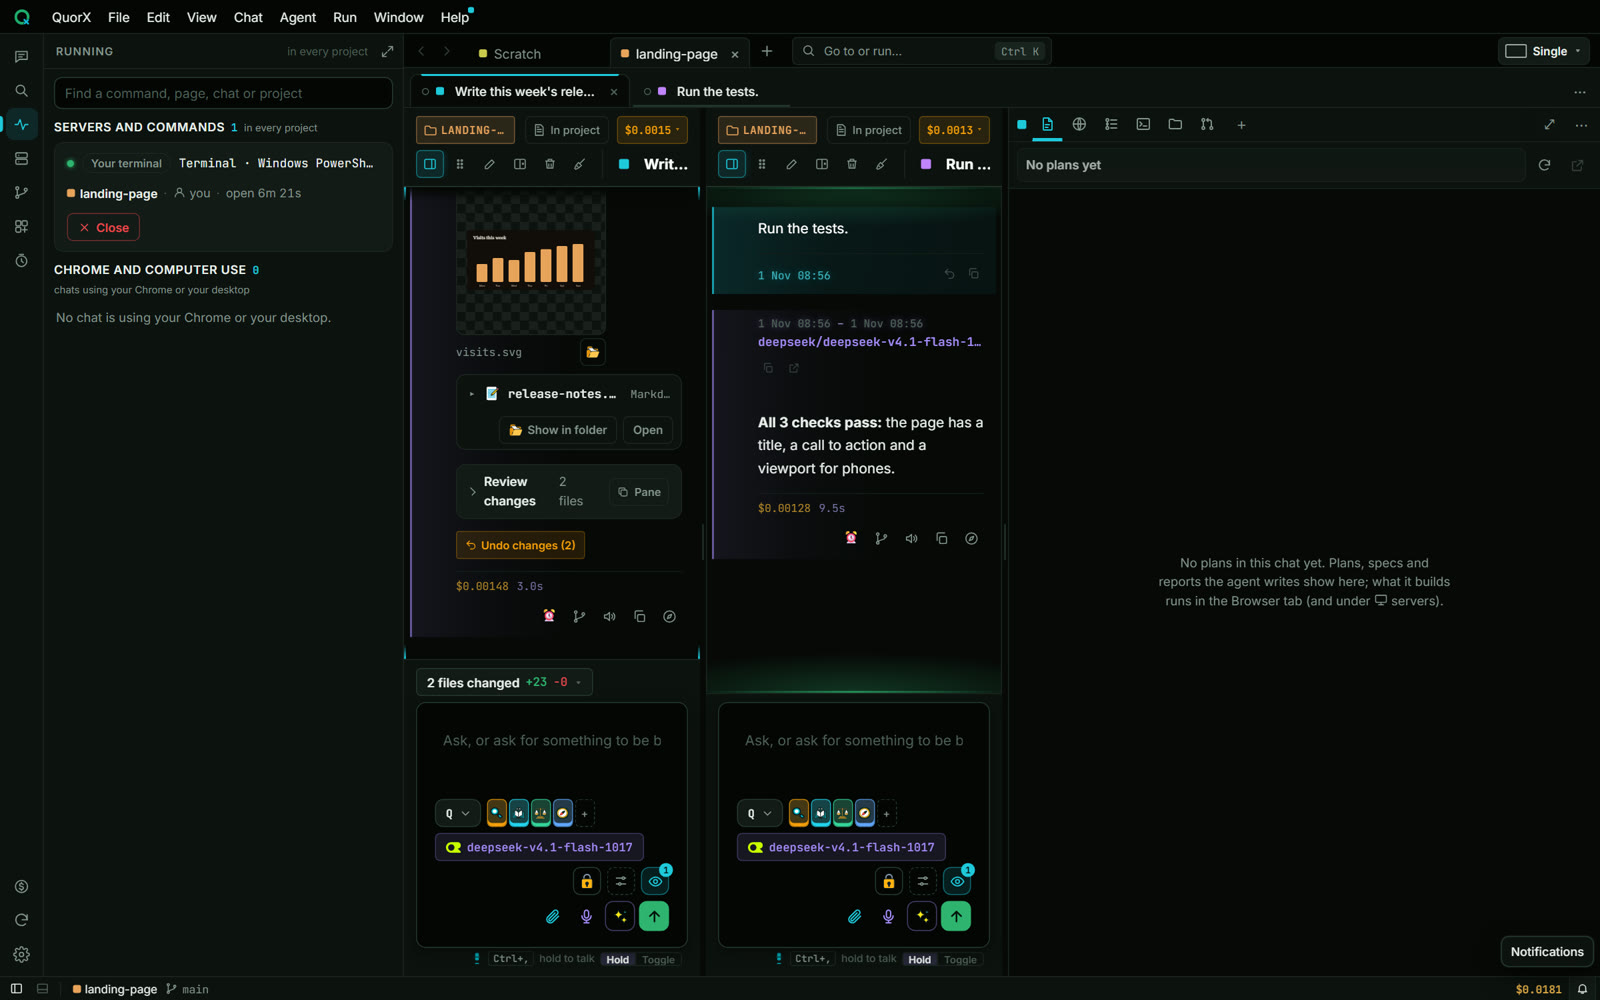 QuorX File Edit View Chat Agent Run Window Help
RUNNING in every project
Find a command, page, chat or project
SERVERS AND COMMANDS 1 in every project
Your terminal Terminal · Windows PowerSh…
landing-page · you · open 6m 21s
Close
CHROME AND COMPUTER USE 0
chats using your Chrome or your desktop
No chat is using your Chrome or your desktop.
Scratch
landing-page
Go to or run... Ctrl K
Single
Write this week's rele...
Run the tests.
LANDING-… In project $0.0015
Writ...
Visits this week
visits.svg
release-notes.… Markd…
Show in folder Open
Review changes
2 files
Pane
Undo changes (2)
$0.00148 3.0s
2 files changed +23 -0
Ask, or ask for something to be b
Q
+
deepseek-v4.1-flash-1017
1
Ctrl+, hold to talk Hold Toggle
LANDING-… In project $0.0013
Run ...
Run the tests.
1 Nov 08:56
1 Nov 08:56 – 1 Nov 08:56
deepseek/deepseek-v4.1-flash-1…
All 3 checks pass: the page has a
title, a call to action and a
viewport for phones.
$0.00128 9.5s
Ask, or ask for something to be b
Q
+
deepseek-v4.1-flash-1017
1
Ctrl+, hold to talk Hold Toggle
No plans yet
No plans in this chat yet. Plans, specs and
reports the agent writes show here; what it builds
runs in the Browser tab (and under servers).
Notifications
landing-page main
$0.0181